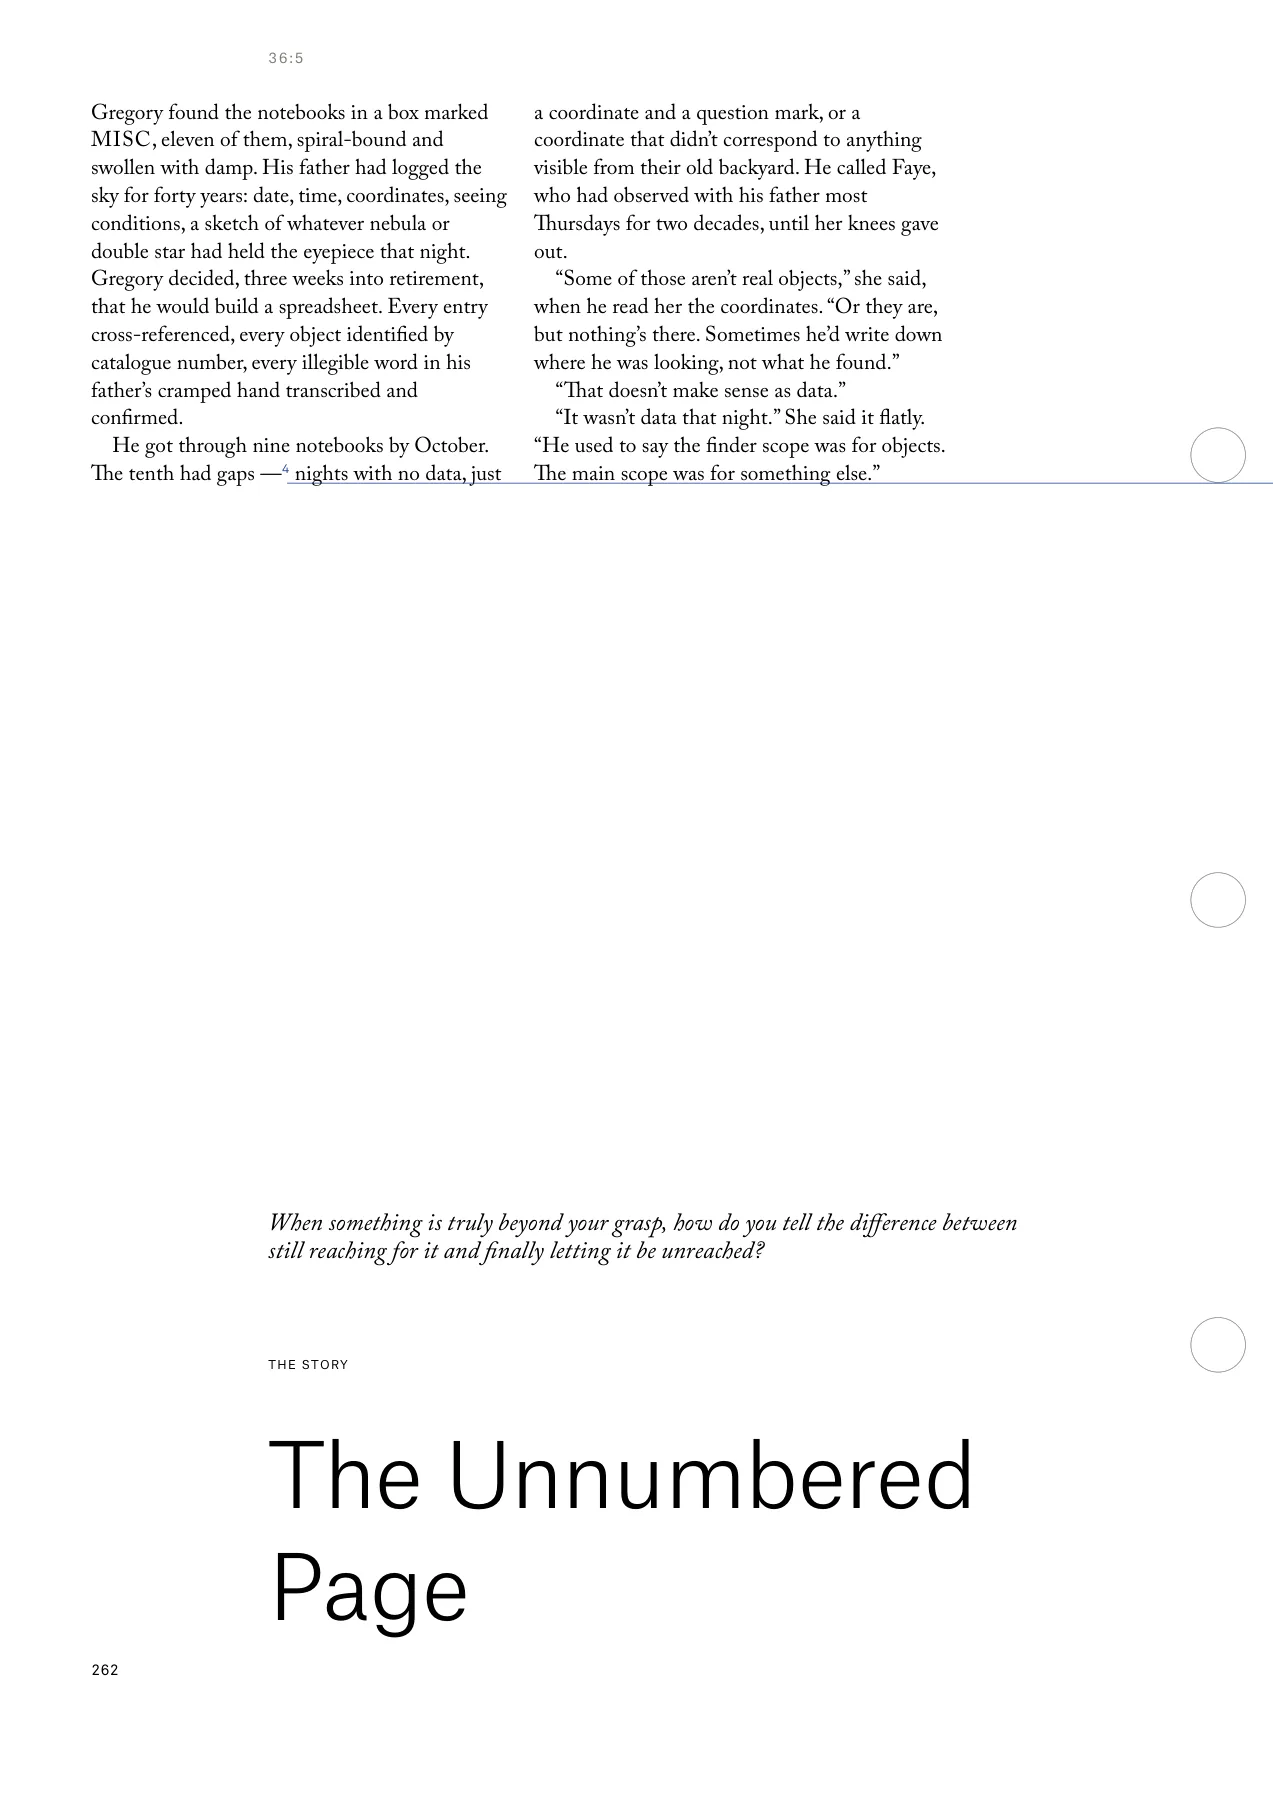 36:5
Gregory found the notebooks in a box marked
MISC, eleven of them, spiral-bound and
swollen with damp. His father had logged the
sky for forty years: date, time, coordinates, seeing
conditions, a sketch of whatever nebula or
double star had held the eyepiece that night.
Gregory decided, three weeks into retirement,
that he would build a spreadsheet. Every entry
cross-referenced, every object identified by
catalogue number, every illegible word in his
father’s cramped hand transcribed and
confirmed.
He got through nine notebooks by October.
The tenth had gaps —4 nights with no data, just
a coordinate and a question mark, or a
coordinate that didn’t correspond to anything
visible from their old backyard. He called Faye,
who had observed with his father most
Thursdays for two decades, until her knees gave
out.
“Some of those aren’t real objects,” she said,
when he read her the coordinates. “Or they are,
but nothing’s there. Sometimes he’d write down
where he was looking, not what he found.”
“That doesn’t make sense as data.”
“It wasn’t data that night.” She said it flatly.
“He used to say the finder scope was for objects.
The main scope was for something else.”
When something is truly beyond your grasp, how do you tell the difference between
still reaching for it and finally letting it be unreached?
THE STORY
The Unnumbered
Page
262